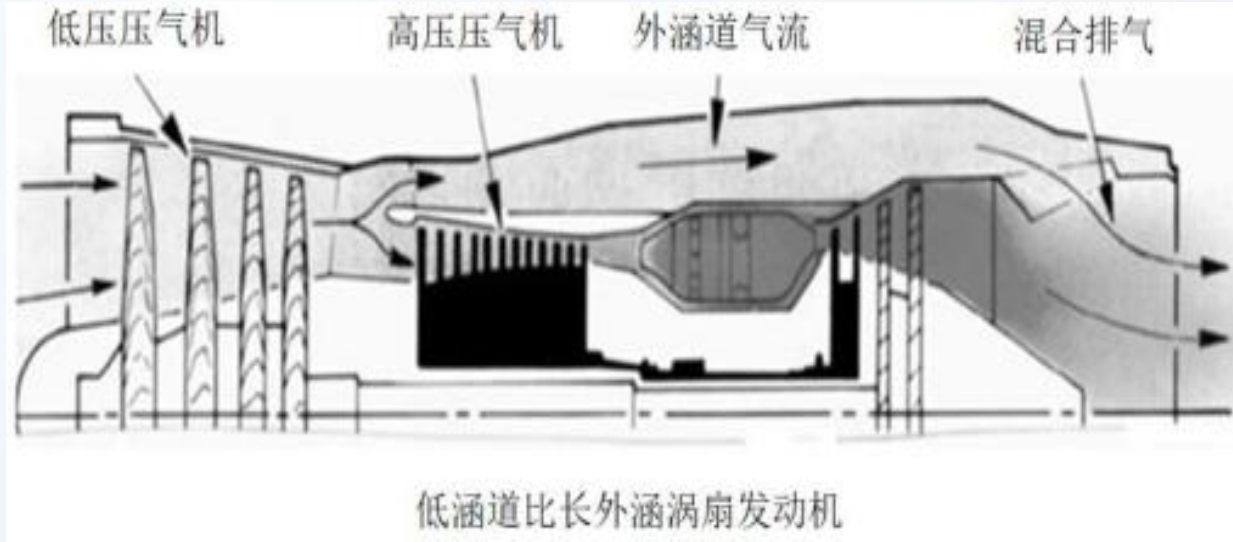 低压压气机
高压压气机
外涵道气流
混合排气
低涵道比长外涵涡扇发动机